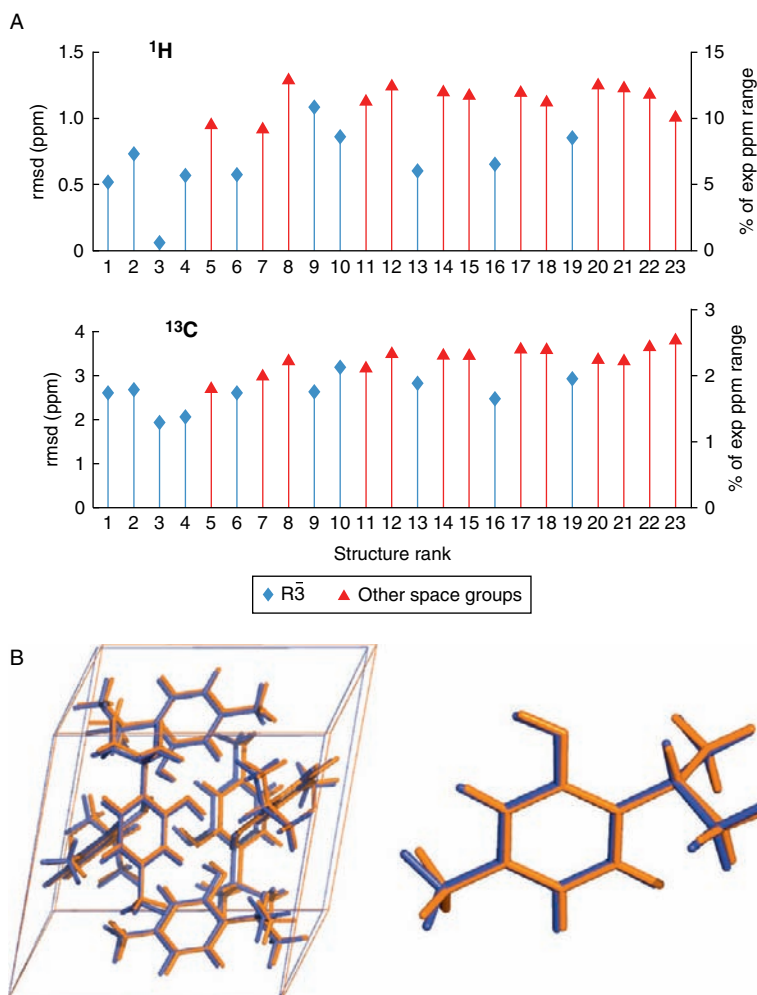 A
¹H
1.5
1.0
0.5
0
rmsd (ppm)
15
10
5
0
% of exp ppm range
1 2 3 4 5 6 7 8 9 10 11 12 13 14 15 16 17 18 19 20 21 22 23
¹³C
4
3
2
1
0
rmsd (ppm)
3
2
1
0
% of exp ppm range
1 2 3 4 5 6 7 8 9 10 11 12 13 14 15 16 17 18 19 20 21 22 23
Structure rank
R3̅ Other space groups
B